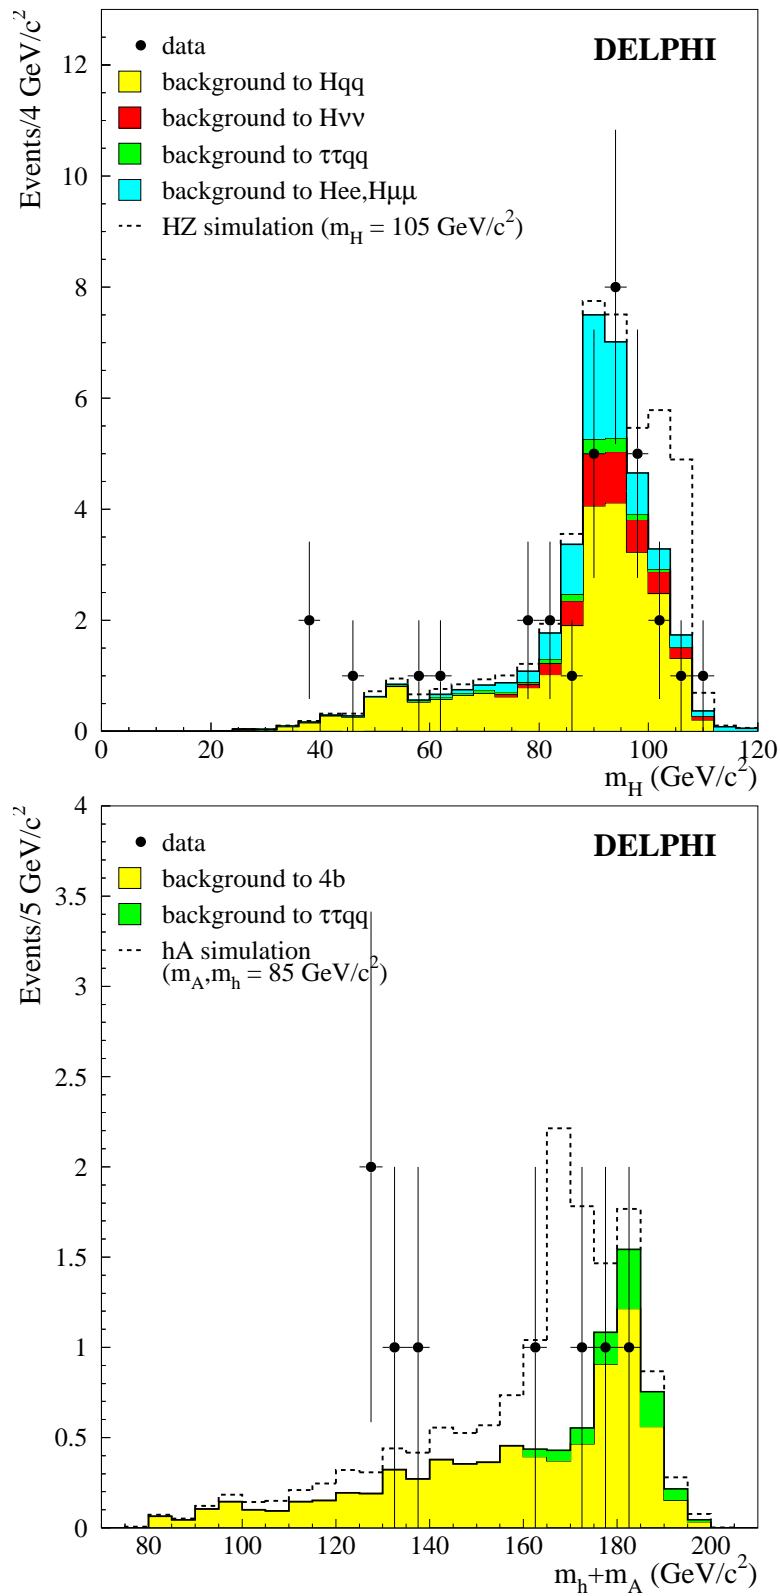 Events/4 GeV/c²
DELPHI
data
background to Hqq
background to Hνν
background to ττqq
background to Hee,Hμμ
HZ simulation (m_H = 105 GeV/c²)
12
10
8
6
4
2
0
0 20 40 60 80 100 120
m_H (GeV/c²)
Events/5 GeV/c²
DELPHI
data
background to 4b
background to ττqq
hA simulation
(m_A,m_h = 85 GeV/c²)
4
3.5
3
2.5
2
1.5
1
0.5
0
80 100 120 140 160 180 200
m_h+m_A (GeV/c²)